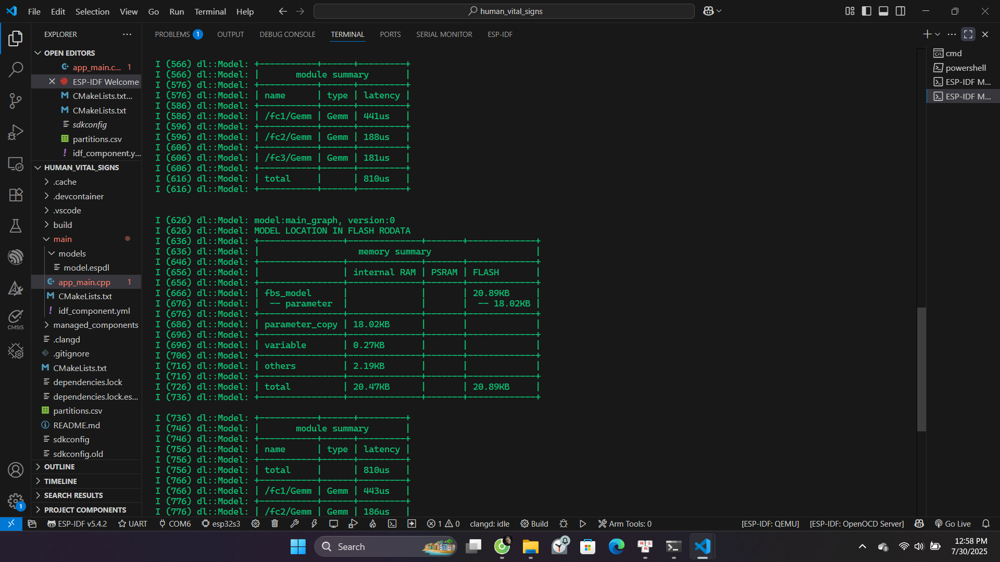 File Edit Selection View Go Run Terminal Help
human_vital_signs
EXPLORER
OPEN EDITORS
app_main.c... 1
ESP-IDF Welcome
CMakeLists.txt...
CMakeLists.txt
sdkconfig
partitions.csv
idf_component.y...
HUMAN_VITAL_SIGNS
.cache
.devcontainer
.vscode
build
main
models
model.espdl
app_main.cpp 1
CMakeLists.txt
idf_component.yml
managed_components
.clangd
.gitignore
CMakeLists.txt
dependencies.lock
dependencies.lock.es...
partitions.csv
README.md
sdkconfig
sdkconfig.old
OUTLINE
TIMELINE
SEARCH RESULTS
PROJECT COMPONENTS
CMSIS
1
PROBLEMS 1 OUTPUT DEBUG CONSOLE TERMINAL PORTS SERIAL MONITOR ESP-IDF
I (566) dl::Model: +-----------+------+---------+
I (566) dl::Model: |       module summary       |
I (576) dl::Model: +-----------+------+---------+
I (576) dl::Model: | name      | type | latency |
I (586) dl::Model: +-----------+------+---------+
I (586) dl::Model: | /fc1/Gemm | Gemm | 441us   |
I (596) dl::Model: +-----------+------+---------+
I (596) dl::Model: | /fc2/Gemm | Gemm | 188us   |
I (606) dl::Model: +-----------+------+---------+
I (606) dl::Model: | /fc3/Gemm | Gemm | 181us   |
I (606) dl::Model: +-----------+------+---------+
I (616) dl::Model: | total     |      | 810us   |
I (616) dl::Model: +-----------+------+---------+
I (626) dl::Model: model:main_graph, version:0
I (626) dl::Model: MODEL LOCATION IN FLASH RODATA
I (636) dl::Model: +----------------+--------------+-------+-------------+
I (636) dl::Model: |                   memory summary                    |
I (646) dl::Model: +----------------+--------------+-------+-------------+
I (656) dl::Model: |                | internal RAM | PSRAM | FLASH       |
I (656) dl::Model: +----------------+--------------+-------+-------------+
I (666) dl::Model: | fbs_model      |              |       | 20.89KB     |
I (676) dl::Model: |  -- parameter  |              |       |  -- 18.02KB |
I (676) dl::Model: +----------------+--------------+-------+-------------+
I (686) dl::Model: | parameter_copy | 18.02KB      |       |             |
I (696) dl::Model: +----------------+--------------+-------+-------------+
I (696) dl::Model: | variable       | 0.27KB       |       |             |
I (706) dl::Model: +----------------+--------------+-------+-------------+
I (716) dl::Model: | others         | 2.19KB       |       |             |
I (716) dl::Model: +----------------+--------------+-------+-------------+
I (726) dl::Model: | total          | 20.47KB      |       | 20.89KB     |
I (736) dl::Model: +----------------+--------------+-------+-------------+
I (736) dl::Model: +-----------+------+---------+
I (746) dl::Model: |       module summary       |
I (746) dl::Model: +-----------+------+---------+
I (756) dl::Model: | name      | type | latency |
I (756) dl::Model: +-----------+------+---------+
I (756) dl::Model: | total     |      | 810us   |
I (766) dl::Model: +-----------+------+---------+
I (766) dl::Model: | /fc1/Gemm | Gemm | 443us   |
I (776) dl::Model: +-----------+------+---------+
I (776) dl::Model: | /fc2/Gemm | Gemm | 186us   |
cmd
powershell
ESP-IDF M...
ESP-IDF M...
ESP-IDF v5.4.2 UART COM6 esp32s3 1 0 clangd: idle Build Arm Tools: 0 [ESP-IDF: QEMU] [ESP-IDF: OpenOCD Server] Go Live
Search
12:58 PM
7/30/2025